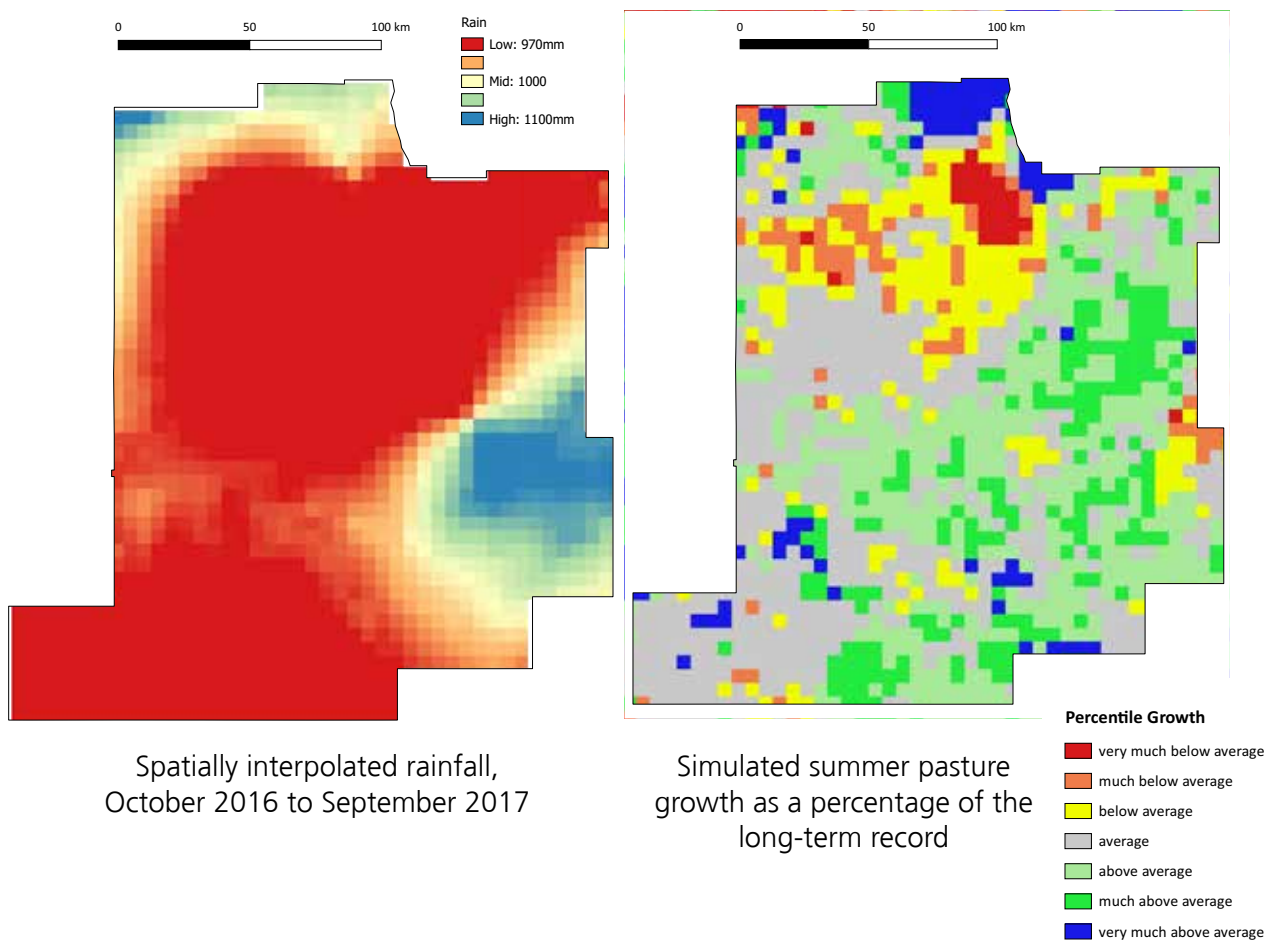 0 50 100 km
Rain
Low: 970mm
Mid: 1000
High: 1100mm
Spatially interpolated rainfall,
October 2016 to September 2017
0 50 100 km
Simulated summer pasture
growth as a percentage of the
long-term record
Percentile Growth
very much below average
much below average
below average
average
above average
much above average
very much above average